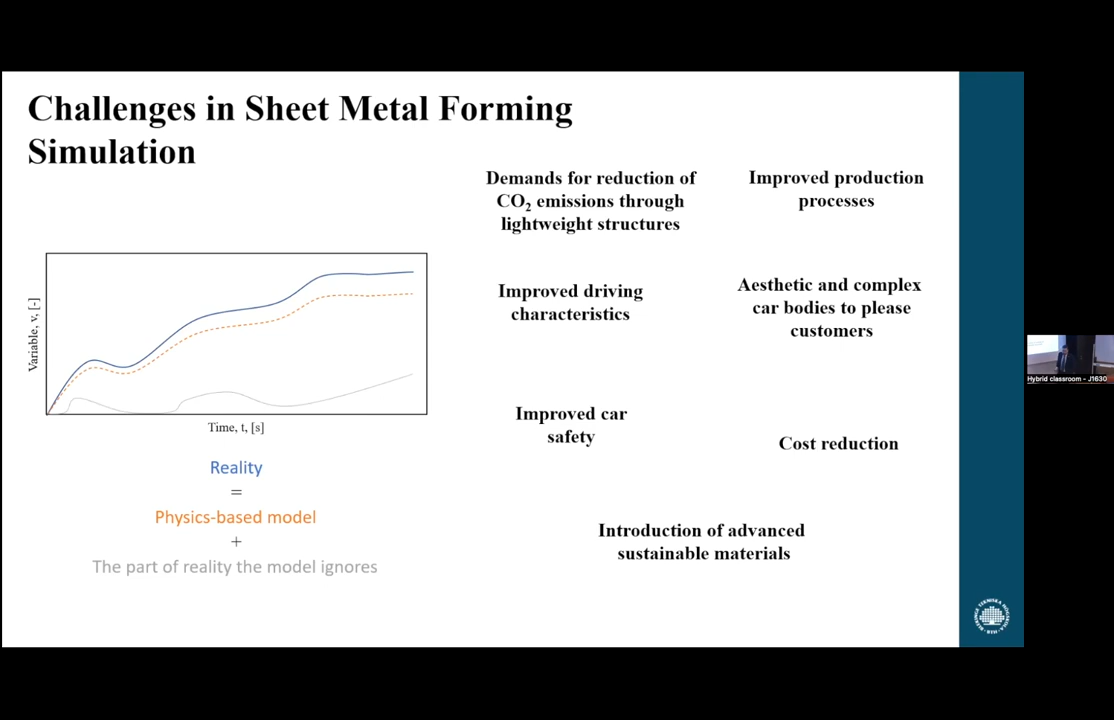 Challenges in Sheet Metal Forming
Simulation
Demands for reduction of
CO₂ emissions through
lightweight structures
Improved production
processes
Improved driving
characteristics
Aesthetic and complex
car bodies to please
customers
Improved car
safety
Cost reduction
Introduction of advanced
sustainable materials
Variable, v, [-]
Time, t, [s]
Reality
=
Physics-based model
+
The part of reality the model ignores
Hybrid classroom - J1630